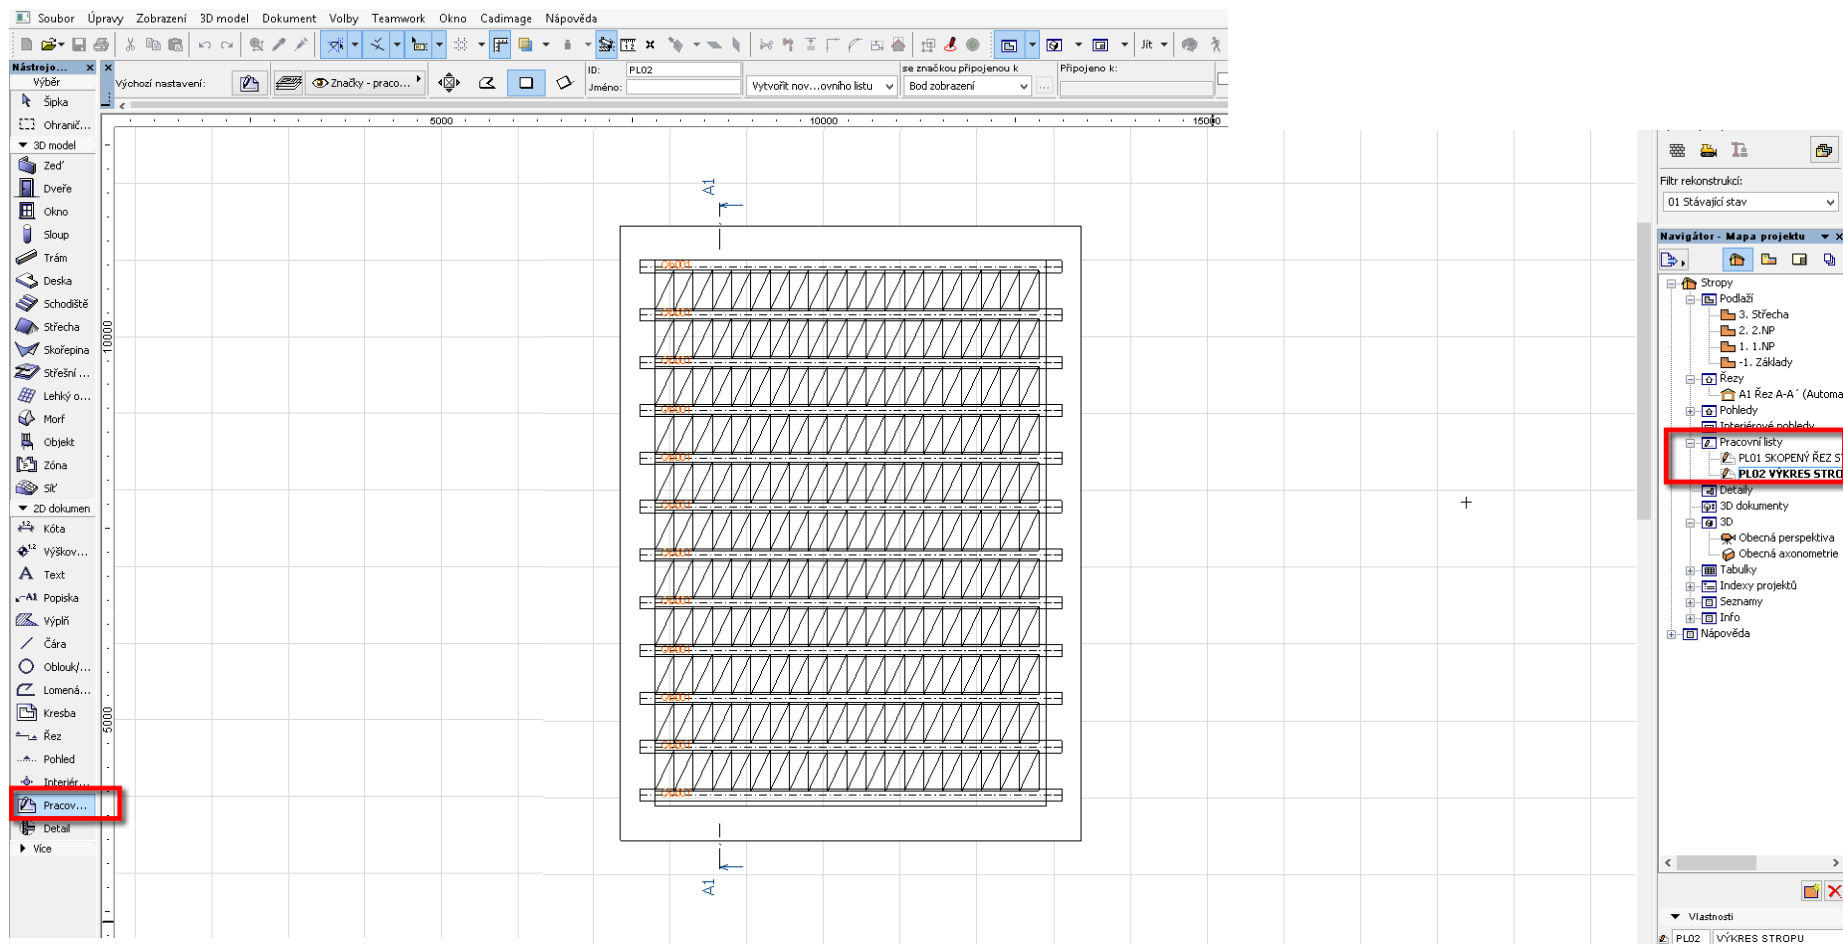 Soubor Úpravy Zobrazení 3D model Dokument Volby Teamwork Okno Cadimage Nápověda
Jít
Nástrojo...
Výběr
Šipka
Ohranič...
3D model
Zeď
Dveře
Okno
Sloup
Trám
Deska
Schodiště
Střecha
Skořepina
Střešní ...
Lehký o...
Morf
Objekt
Zóna
Síť
2D dokumen
Kóta
Výškov...
Text
Popiska
Výplň
Čára
Oblouk/...
Lomená...
Kresba
Řez
Pohled
Interiér...
Pracov...
Detail
Více
Výchozí nastavení:
Značky - praco...
ID:
PL02
Jméno:
Vytvořit nov...ovního listu
se značkou připojenou k
Bod zobrazení
Připojeno k:
5000 10000 15000
10000
5000
A1
A1
Filtr rekonstrukcí:
01 Stávající stav
Navigátor - Mapa projektu
Stropy
Podlaží
3. Střecha
2. 2.NP
1. 1.NP
-1. Základy
Řezy
A1 Řez A-A´ (Automa
Pohledy
Interiérové pohledy
Pracovní listy
PL01 SKOPENÝ ŘEZ S
PL02 VÝKRES STRO
Detaily
3D dokumenty
3D
Obecná perspektiva
Obecná axonometrie
Tabulky
Indexy projektů
Seznamy
Info
Nápověda
Vlastnosti
PL02 VÝKRES STROPU